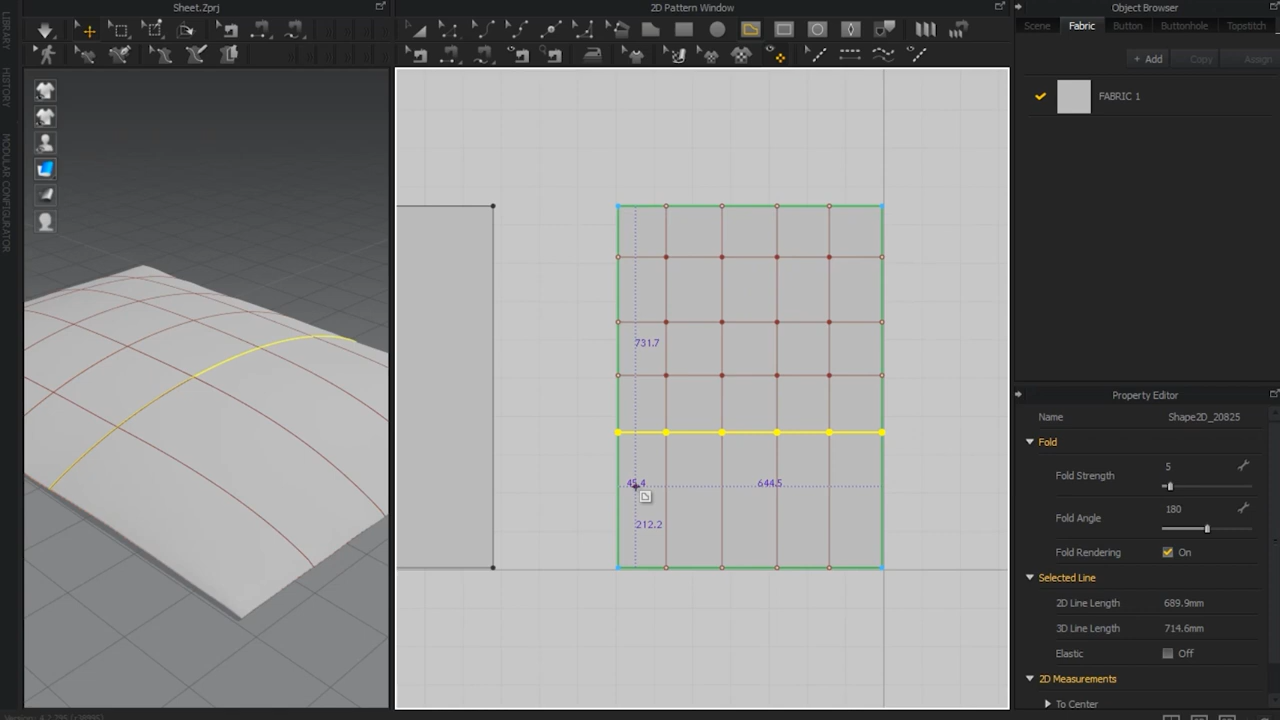 Sheet.Zprj
2D Pattern Window
Object Browser
LIBRARY
HISTORY
MODULAR CONFIGURATOR
Scene Fabric Button Buttonhole Topstitch
+ Add Copy Assign
FABRIC 1
731.7
45.4
644.5
212.2
Property Editor
Name Shape2D_20825
Fold
Fold Strength 5
Fold Angle 180
Fold Rendering On
Selected Line
2D Line Length 689.9mm
3D Line Length 714.6mm
Elastic Off
2D Measurements
To Center